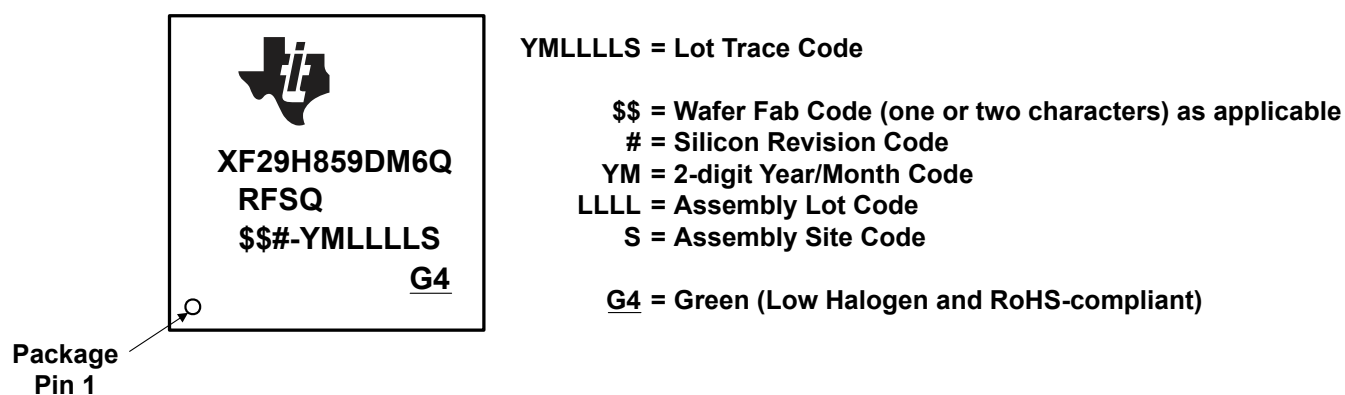 XF29H859DM6Q
RFSQ
$$#-YMLLLLS
G4
Package
Pin 1
YMLLLLS = Lot Trace Code
$$ = Wafer Fab Code (one or two characters) as applicable
# = Silicon Revision Code
YM = 2-digit Year/Month Code
LLLL = Assembly Lot Code
S = Assembly Site Code
G4 = Green (Low Halogen and RoHS-compliant)